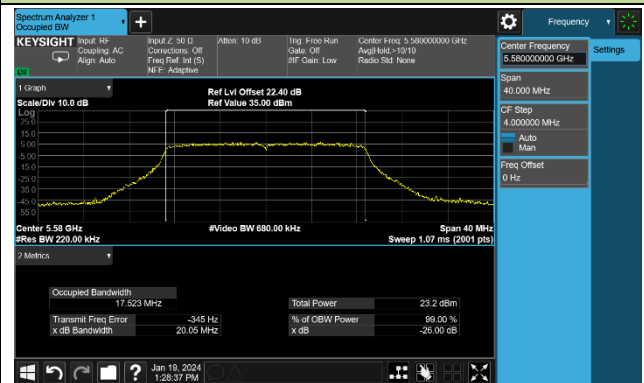 Spectrum Analyzer 1
Occupied BW
Frequency
KEYSIGHT
Input: RF
Coupling: AC
Align: Auto
Input Z: 50 Ω
Corrections: Off
Freq Ref: Int (S)
NFE: Adaptive
Atten: 10 dB
Trig: Free Run
Gate: Off
#IF Gain: Low
Center Freq: 5.580000000 GHz
Avg|Hold:>10/10
Radio Std: None
Center Frequency
5.580000000 GHz
Settings
Span
40.000 MHz
CF Step
4.000000 MHz
Auto
Man
Freq Offset
0 Hz
1 Graph
Scale/Div 10.0 dB
Ref Lvl Offset 22.40 dB
Ref Value 35.00 dBm
Log
25.0
15.0
5.00
-5.00
-15.0
-25.0
-35.0
-45.0
-55.0
Center 5.58 GHz
#Video BW 680.00 kHz
Span 40 MHz
#Res BW 220.00 kHz
Sweep 1.07 ms (2001 pts)
2 Metrics
Occupied Bandwidth
17.523 MHz
Total Power 23.2 dBm
Transmit Freq Error -345 Hz
% of OBW Power 99.00 %
x dB Bandwidth 20.05 MHz
x dB -26.00 dB
?
Jan 19, 2024
1:28:37 PM